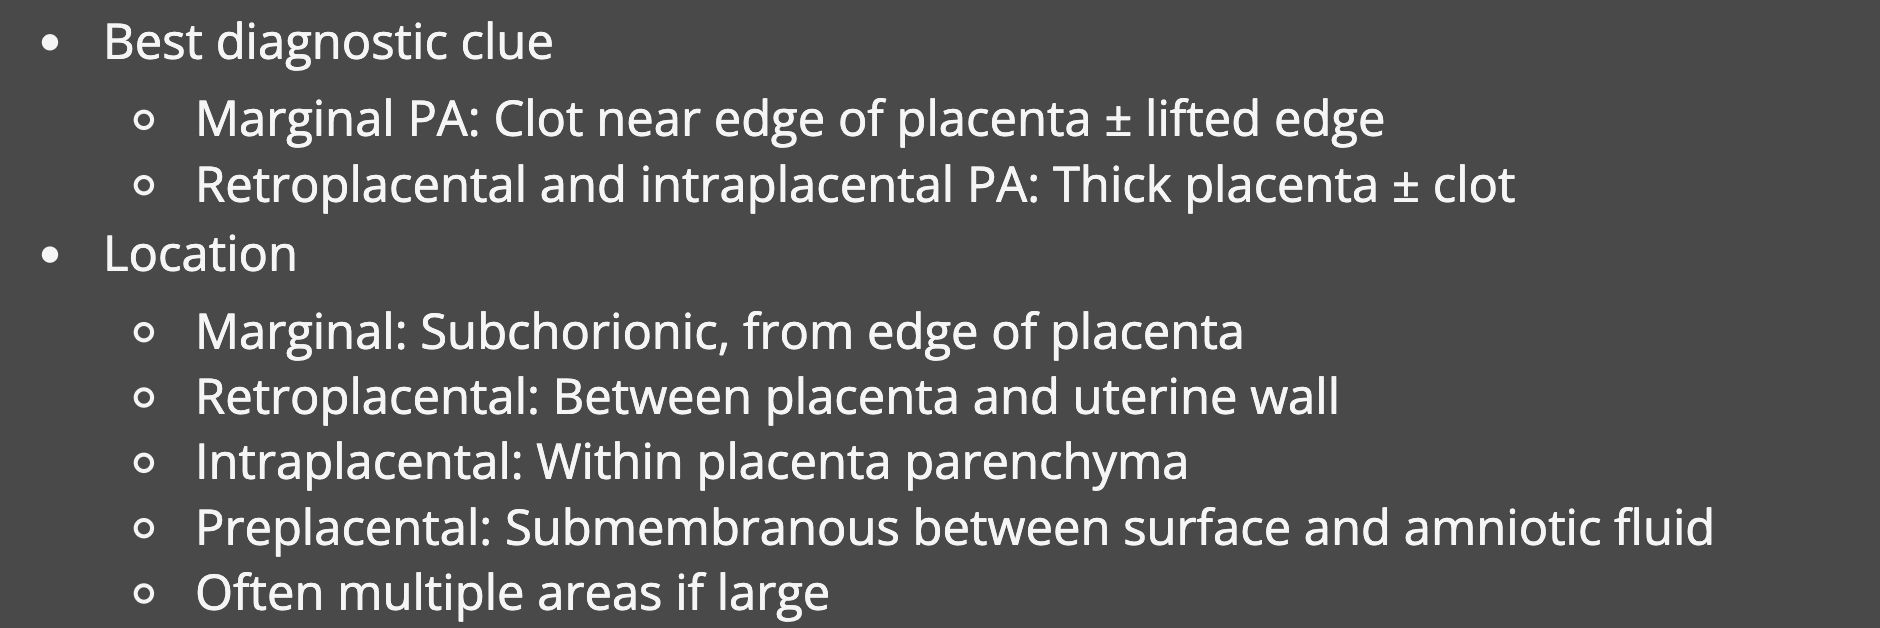 • Best diagnostic clue
○ Marginal PA: Clot near edge of placenta ± lifted edge
○ Retroplacental and intraplacental PA: Thick placenta ± clot
• Location
○ Marginal: Subchorionic, from edge of placenta
○ Retroplacental: Between placenta and uterine wall
○ Intraplacental: Within placenta parenchyma
○ Preplacental: Submembranous between surface and amniotic fluid
○ Often multiple areas if large